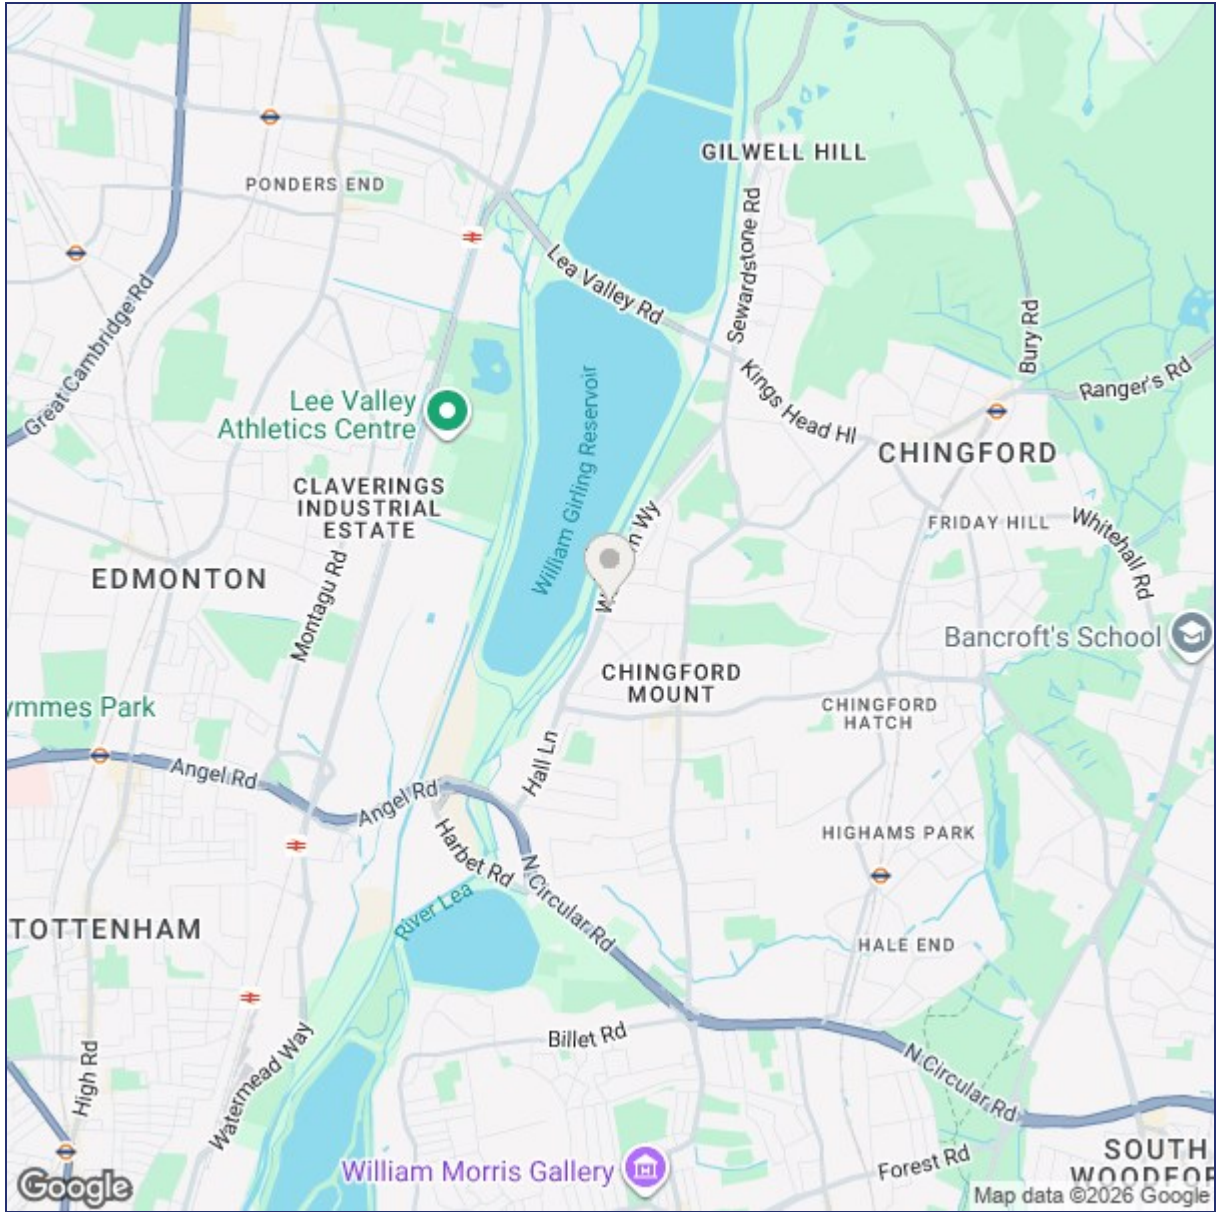 GILWELL HILL
PONDERS END
Sewardstone Rd
Lea Valley Rd
Great Cambridge Rd
Bury Rd
Ranger's Rd
Kings Head Hl
Lee Valley
Athletics Centre
William Girling Reservoir
CHINGFORD
CLAVERINGS
INDUSTRIAL
ESTATE
FRIDAY HILL
Whitehall Rd
Wy
EDMONTON
Montagu Rd
Bancroft's School
CHINGFORD
MOUNT
ymmes Park
CHINGFORD
HATCH
Angel Rd
Angel Rd
Hall Ln
Harbet Rd
HIGHAMS PARK
N Circular Rd
River Lea
TOTTENHAM
HALE END
Billet Rd
High Rd
Watermead Way
N Circular Rd
William Morris Gallery
Forest Rd
SOUTH
WOODFOR
Google
Map data ©2026 Google